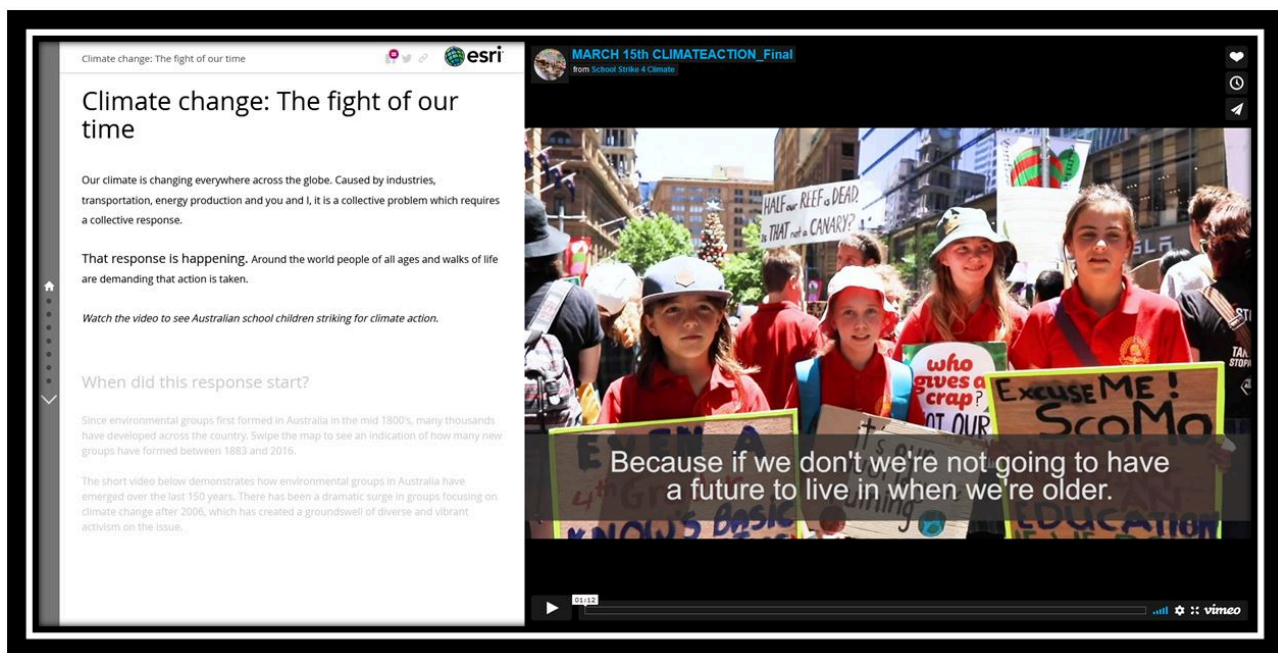 Climate change: The fight of our time
esri
Climate change: The fight of our
time
Our climate is changing everywhere across the globe. Caused by industries,
transportation, energy production and you and I, it is a collective problem which requires
a collective response.
That response is happening. Around the world people of all ages and walks of life
are demanding that action is taken.
Watch the video to see Australian school children striking for climate action.
When did this response start?
Since environmental groups first formed in Australia in the mid 1800's, many thousands
have developed across the country. Swipe the map to see an indication of how many new
groups have formed between 1883 and 2016.
The short video below demonstrates how environmental groups in Australia have
emerged over the last 150 years. There has been a dramatic surge in groups focusing on
climate change after 2006, which has created a groundswell of diverse and vibrant
activism on the issue.
MARCH 15th CLIMATEACTION_Final
from School Strike 4 Climate
HALF our REEF is DEAD.
Is THAT not a CANARY?
who
gives a
crap?
NOT OUR
EXCUSE ME!
ScoMo
EDUCATION
EVEN A
4th Gr
KNOW'S BASIC
it's our
Because if we don't we're not going to have
a future to live in when we're older.
01:12
vimeo